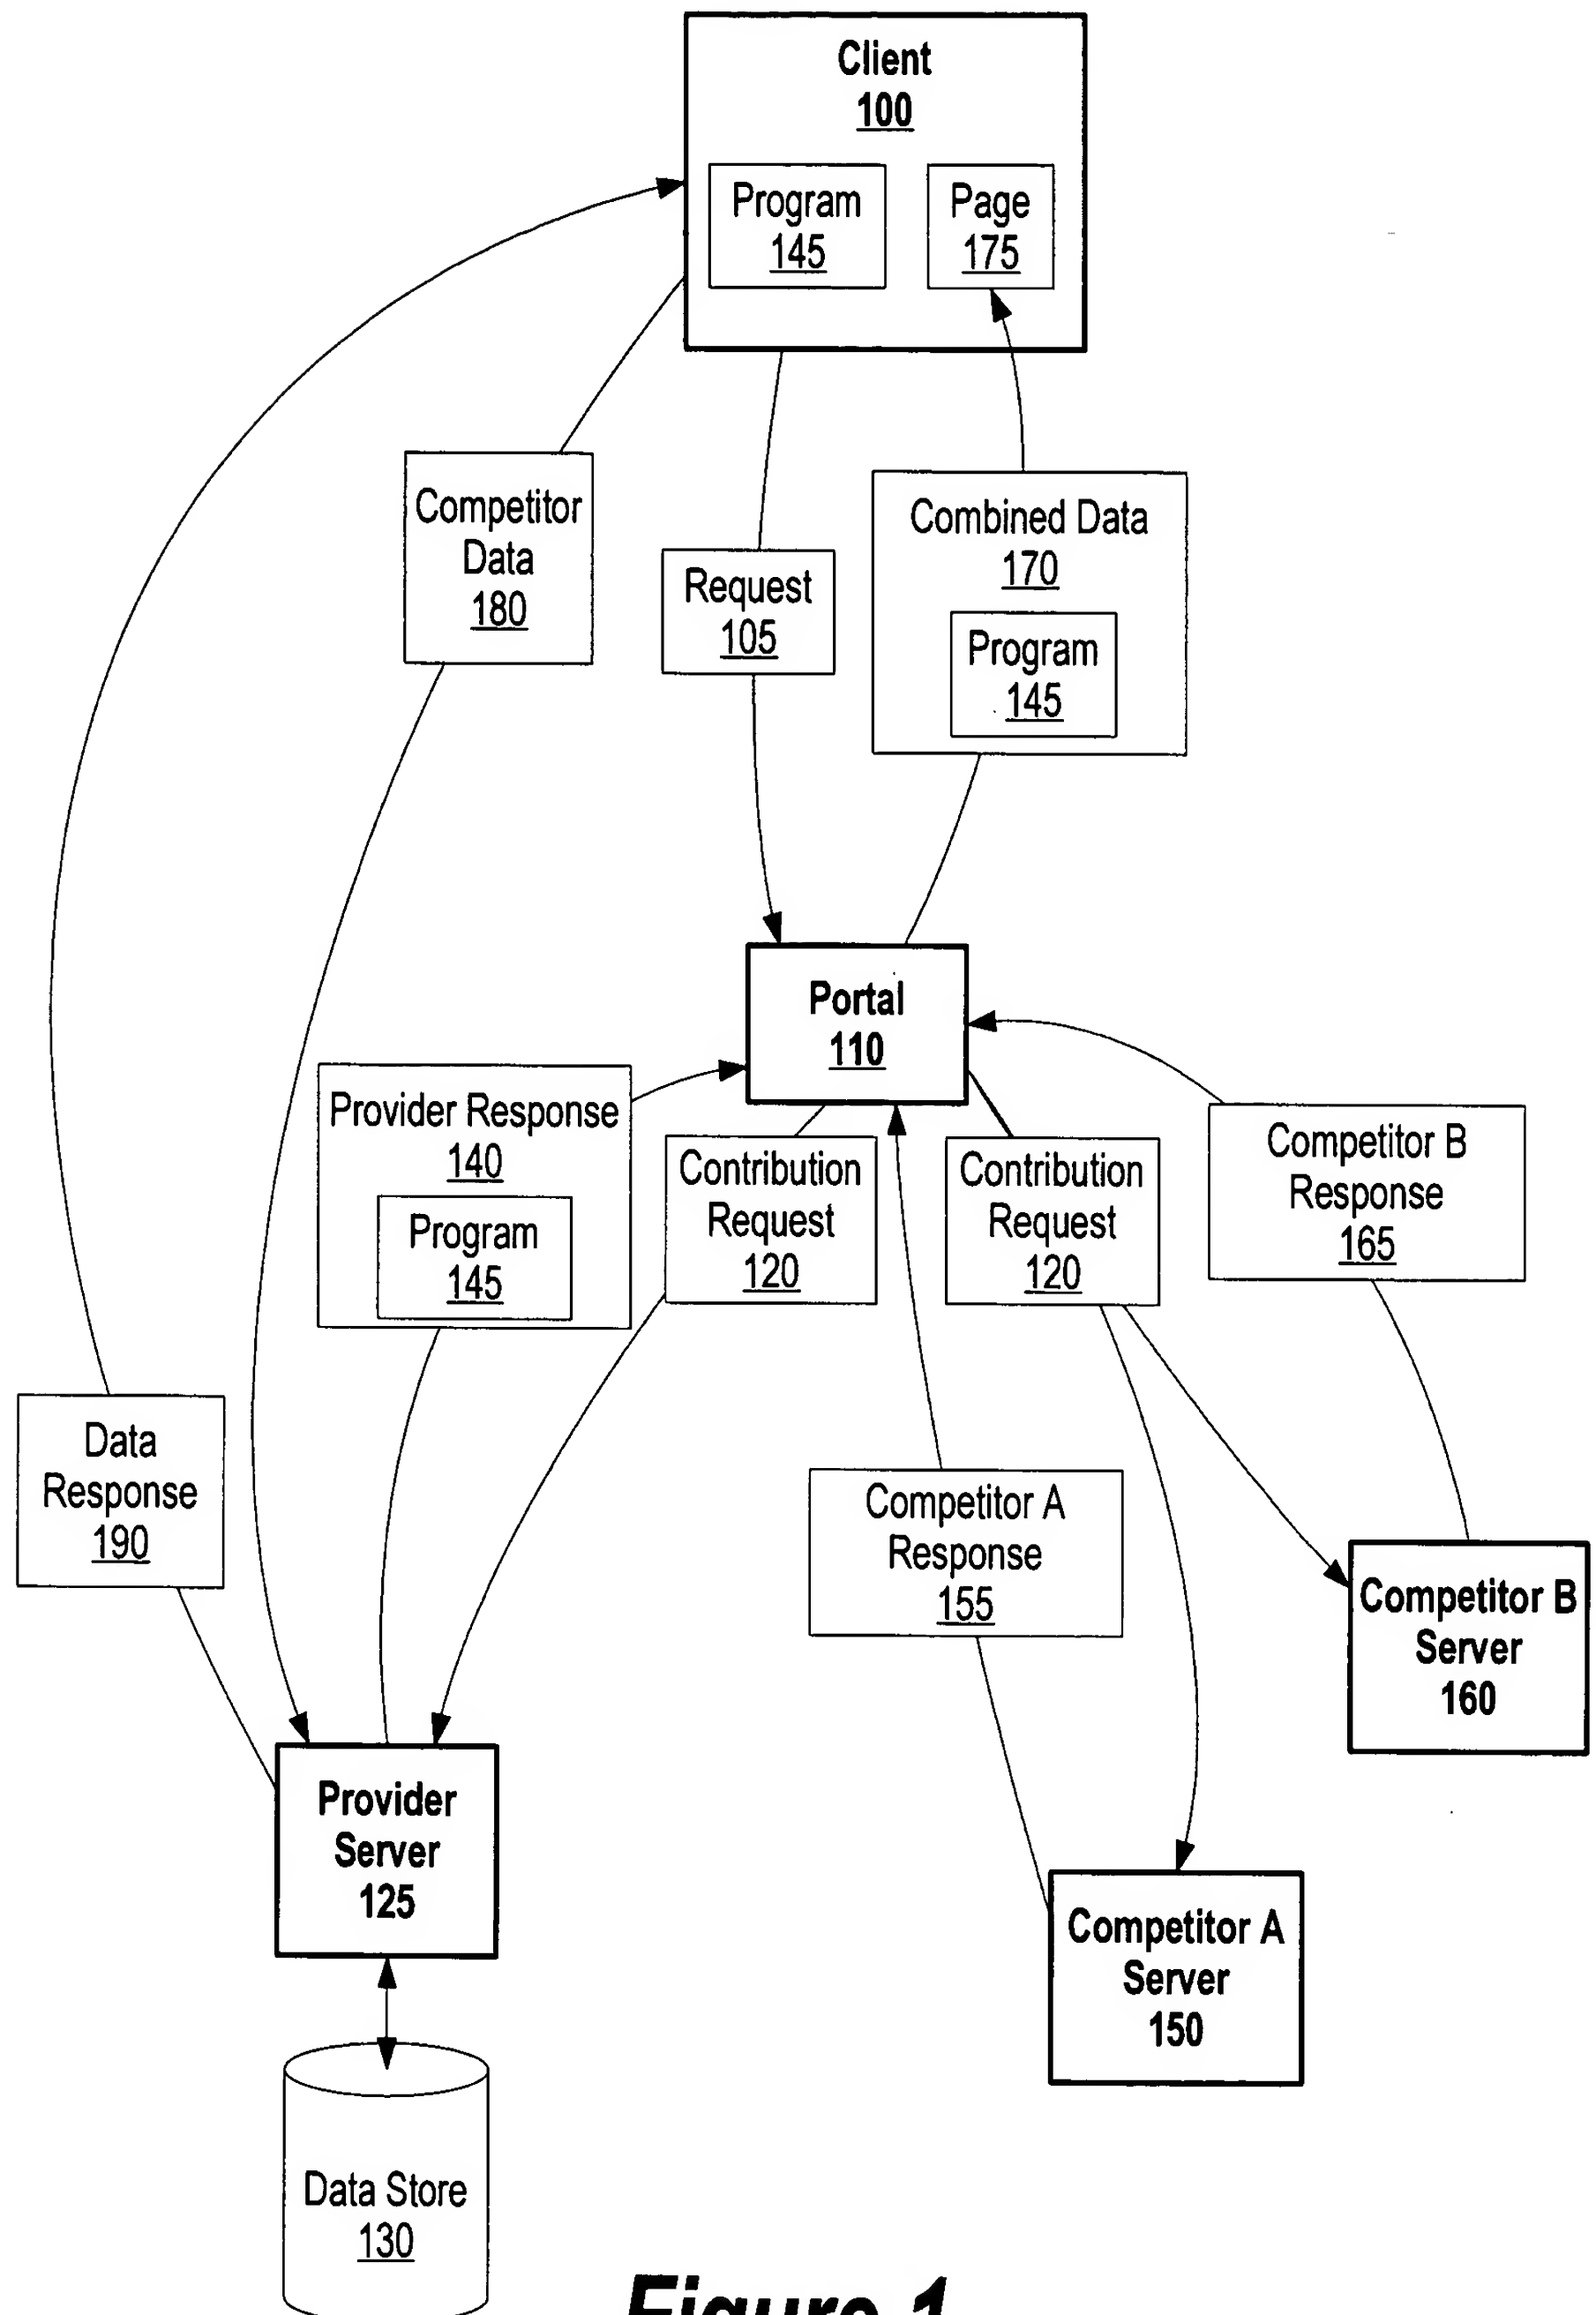 Client
100
Program
145
Page
175
Competitor
Data
180
Request
105
Combined Data
170
Program
145
Portal
110
Provider Response
140
Program
145
Contribution
Request
120
Contribution
Request
120
Competitor B
Response
165
Data
Response
190
Competitor A
Response
155
Competitor B
Server
160
Provider
Server
125
Competitor A
Server
150
Data Store
130
Figure 1